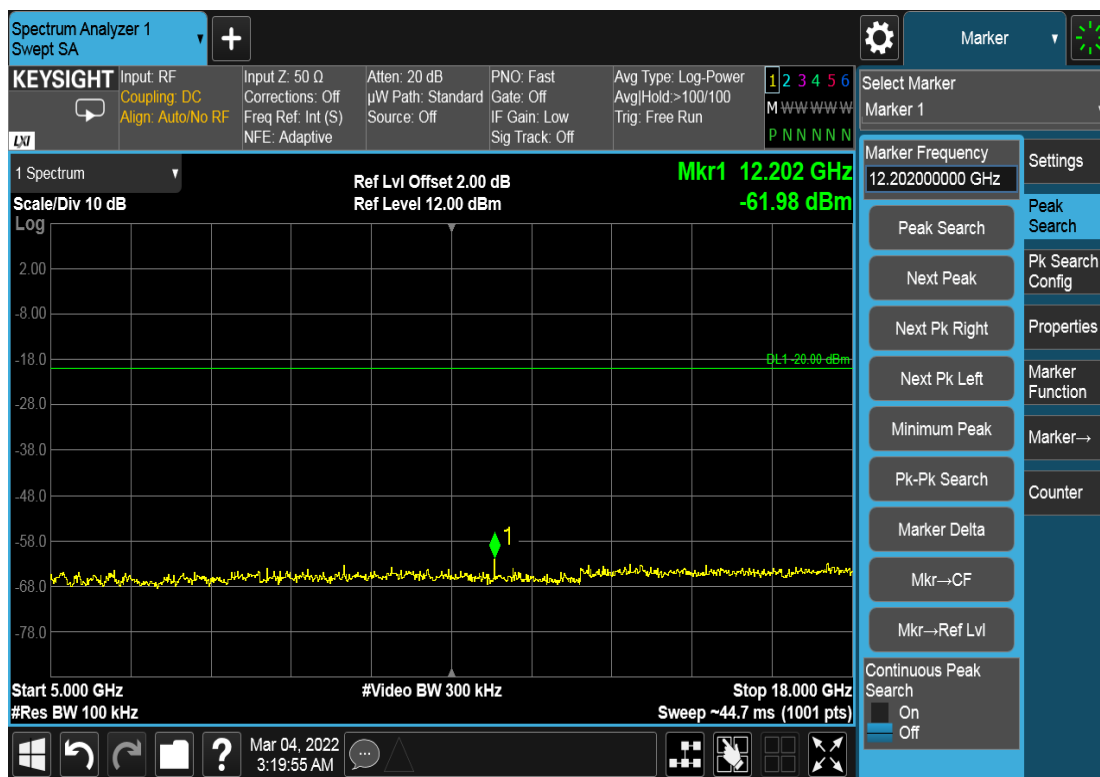 Spectrum Analyzer 1
Swept SA
+
Marker
KEYSIGHT
LXI
Input: RF
Coupling: DC
Align: Auto/No RF
Input Z: 50 Ω
Corrections: Off
Freq Ref: Int (S)
NFE: Adaptive
Atten: 20 dB
µW Path: Standard
Source: Off
PNO: Fast
Gate: Off
IF Gain: Low
Sig Track: Off
Avg Type: Log-Power
Avg|Hold:>100/100
Trig: Free Run
1 2 3 4 5 6
M W W W W W
P N N N N N
Select Marker
Marker 1
1 Spectrum
Scale/Div 10 dB
Log
Ref Lvl Offset 2.00 dB
Ref Level 12.00 dBm
Mkr1 12.202 GHz
-61.98 dBm
2.00
-8.00
-18.0
-28.0
-38.0
-48.0
-58.0
-68.0
-78.0
DL1 -20.00 dBm
1
Start 5.000 GHz
#Res BW 100 kHz
#Video BW 300 kHz
Stop 18.000 GHz
Sweep ~44.7 ms (1001 pts)
Marker Frequency
12.202000000 GHz
Peak Search
Next Peak
Next Pk Right
Next Pk Left
Minimum Peak
Pk-Pk Search
Marker Delta
Mkr→CF
Mkr→Ref Lvl
Continuous Peak
Search
On
Off
Settings
Peak
Search
Pk Search
Config
Properties
Marker
Function
Marker→
Counter
?
Mar 04, 2022
3:19:55 AM